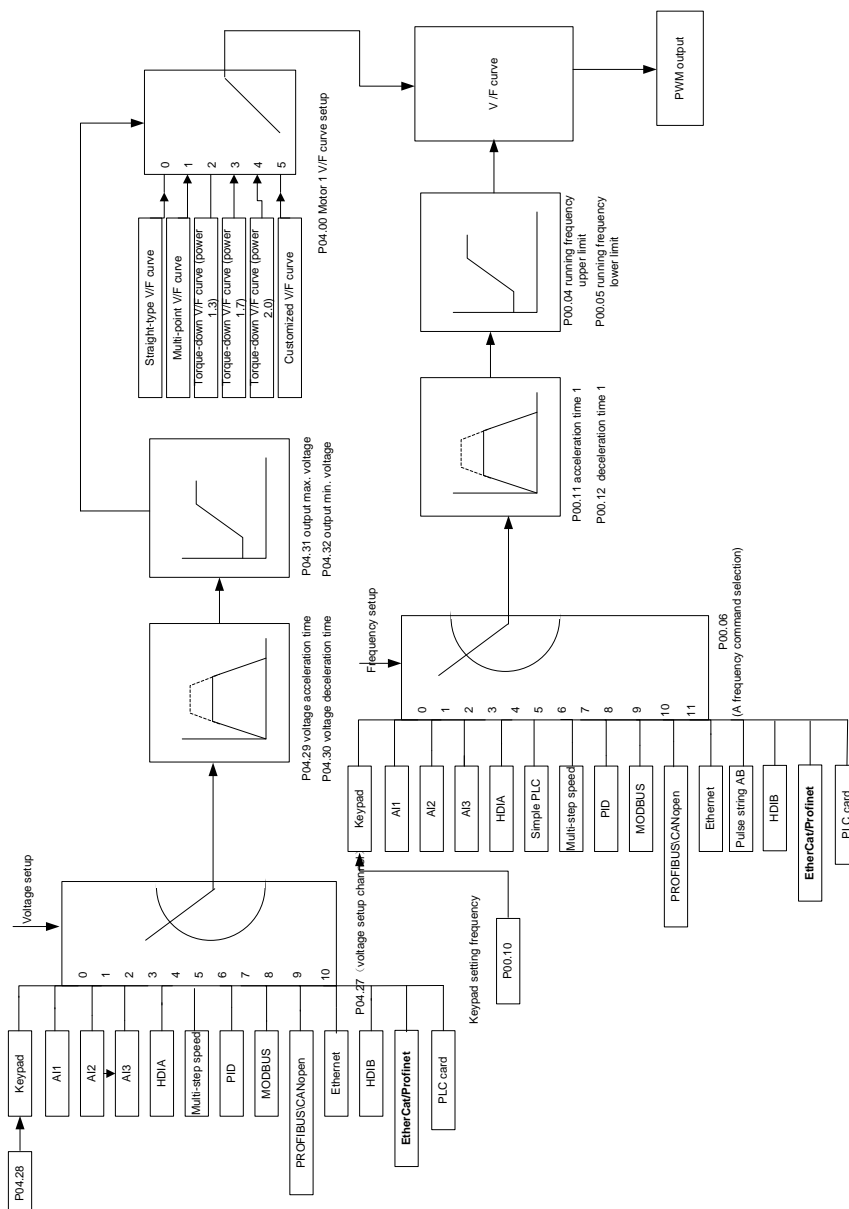 P04.28
Keypad
AI1
AI2
AI3
HDIA
Multi-step speed
PID
MODBUS
PROFIBUS\CANopen
Ethernet
HDIB
EtherCat/Profinet
PLC card
Voltage setup
0
1
2
3
4
5
6
7
8
9
10
P04.27（voltage setup channel
P04.29 voltage acceleration time
P04.30 voltage deceleration time
P04.31 output max. voltage
P04.32 output min. voltage
Straight-type V/F curve
Multi-point V/F curve
Torque-down V/F curve (power
1.3)
Torque-down V/F curve (power
1.7)
Torque-down V/F curve (power
2.0)
Customized V/F curve
0
1
2
3
4
5
P04.00 Motor 1 V/F curve setup
Keypad setting frequency
P00.10
Keypad
AI1
AI2
AI3
HDIA
Simple PLC
Multi-step speed
PID
MODBUS
PROFIBUS\CANopen
Ethernet
Pulse string AB
HDIB
EtherCat/Profinet
PLC card
Frequency setup
0
1
2
3
4
5
6
7
8
9
10
11
P00.06
(A frequency command selection)
P00.11 acceleration time 1
P00.12 deceleration time 1
P00.04 running frequency
upper limit
P00.05 running frequency
lower limit
V /F curve
PWM output